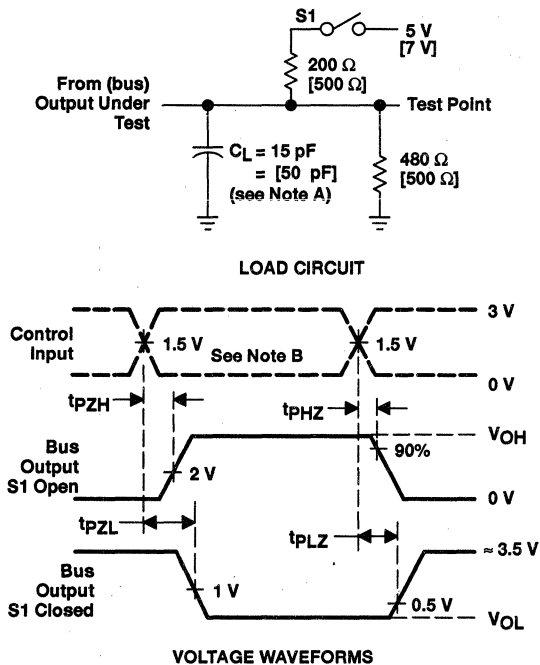 S1
5 V
[7 V]
200 Ω
[500 Ω]
From (bus)
Output Under
Test
Test Point
CL = 15 pF
= [50 pF]
(see Note A)
480 Ω
[500 Ω]
LOAD CIRCUIT
3 V
Control
Input
1.5 V
See Note B
1.5 V
0 V
tPZH
tPHZ
VOH
Bus
Output
S1 Open
2 V
90%
0 V
tPZL
tPLZ
≈ 3.5 V
Bus
Output
S1 Closed
1 V
0.5 V
VOL
VOLTAGE WAVEFORMS